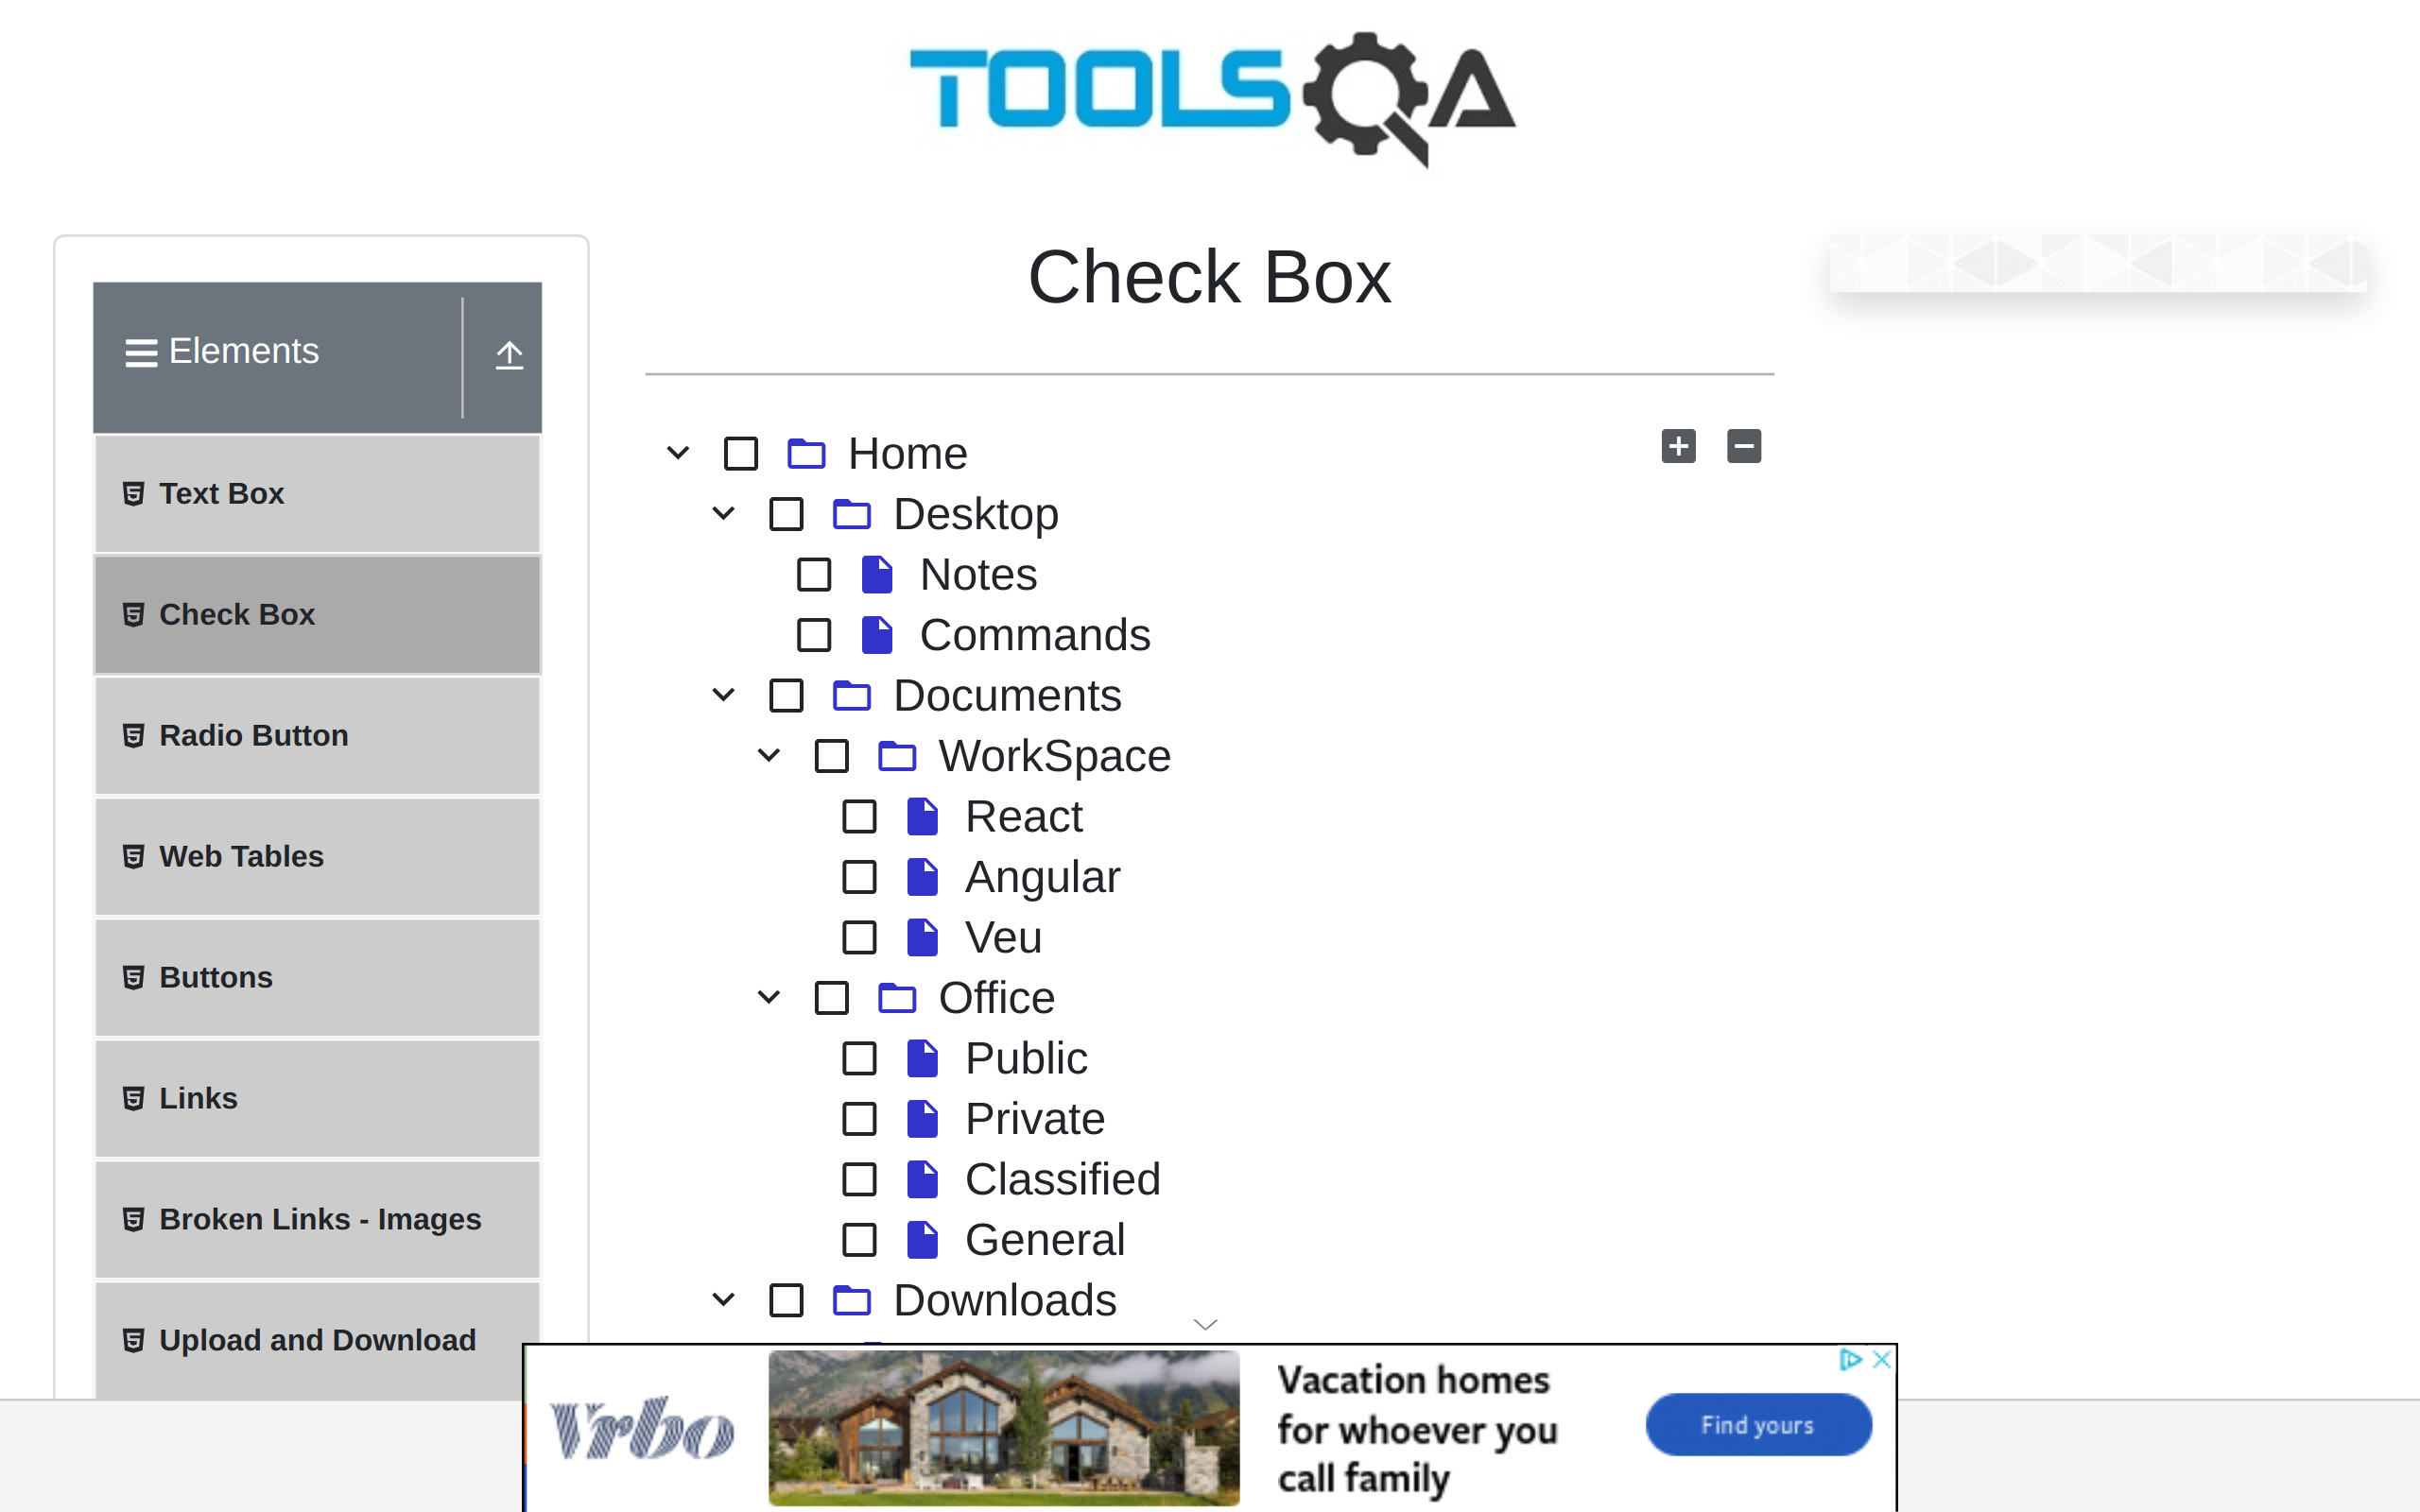 TOOLSQA
Check Box
Elements
Text Box
Check Box
Radio Button
Web Tables
Buttons
Links
Broken Links - Images
Upload and Download
Home
Desktop
Notes
Commands
Documents
WorkSpace
React
Angular
Veu
Office
Public
Private
Classified
General
Downloads
Vrbo
Vacation homes
for whoever you
call family
Find yours